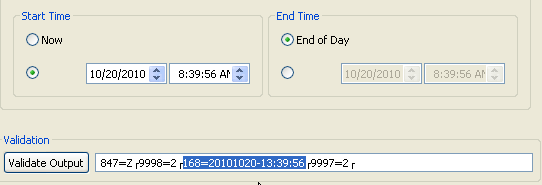 Start Time
End Time
Now
End of Day
10/20/2010 8:39:56 AM
10/20/2010 8:39:56 AM
Validation
Validate Output 847=Z┌9998=2┌168=20101020-13:39:56┌9997=2┌